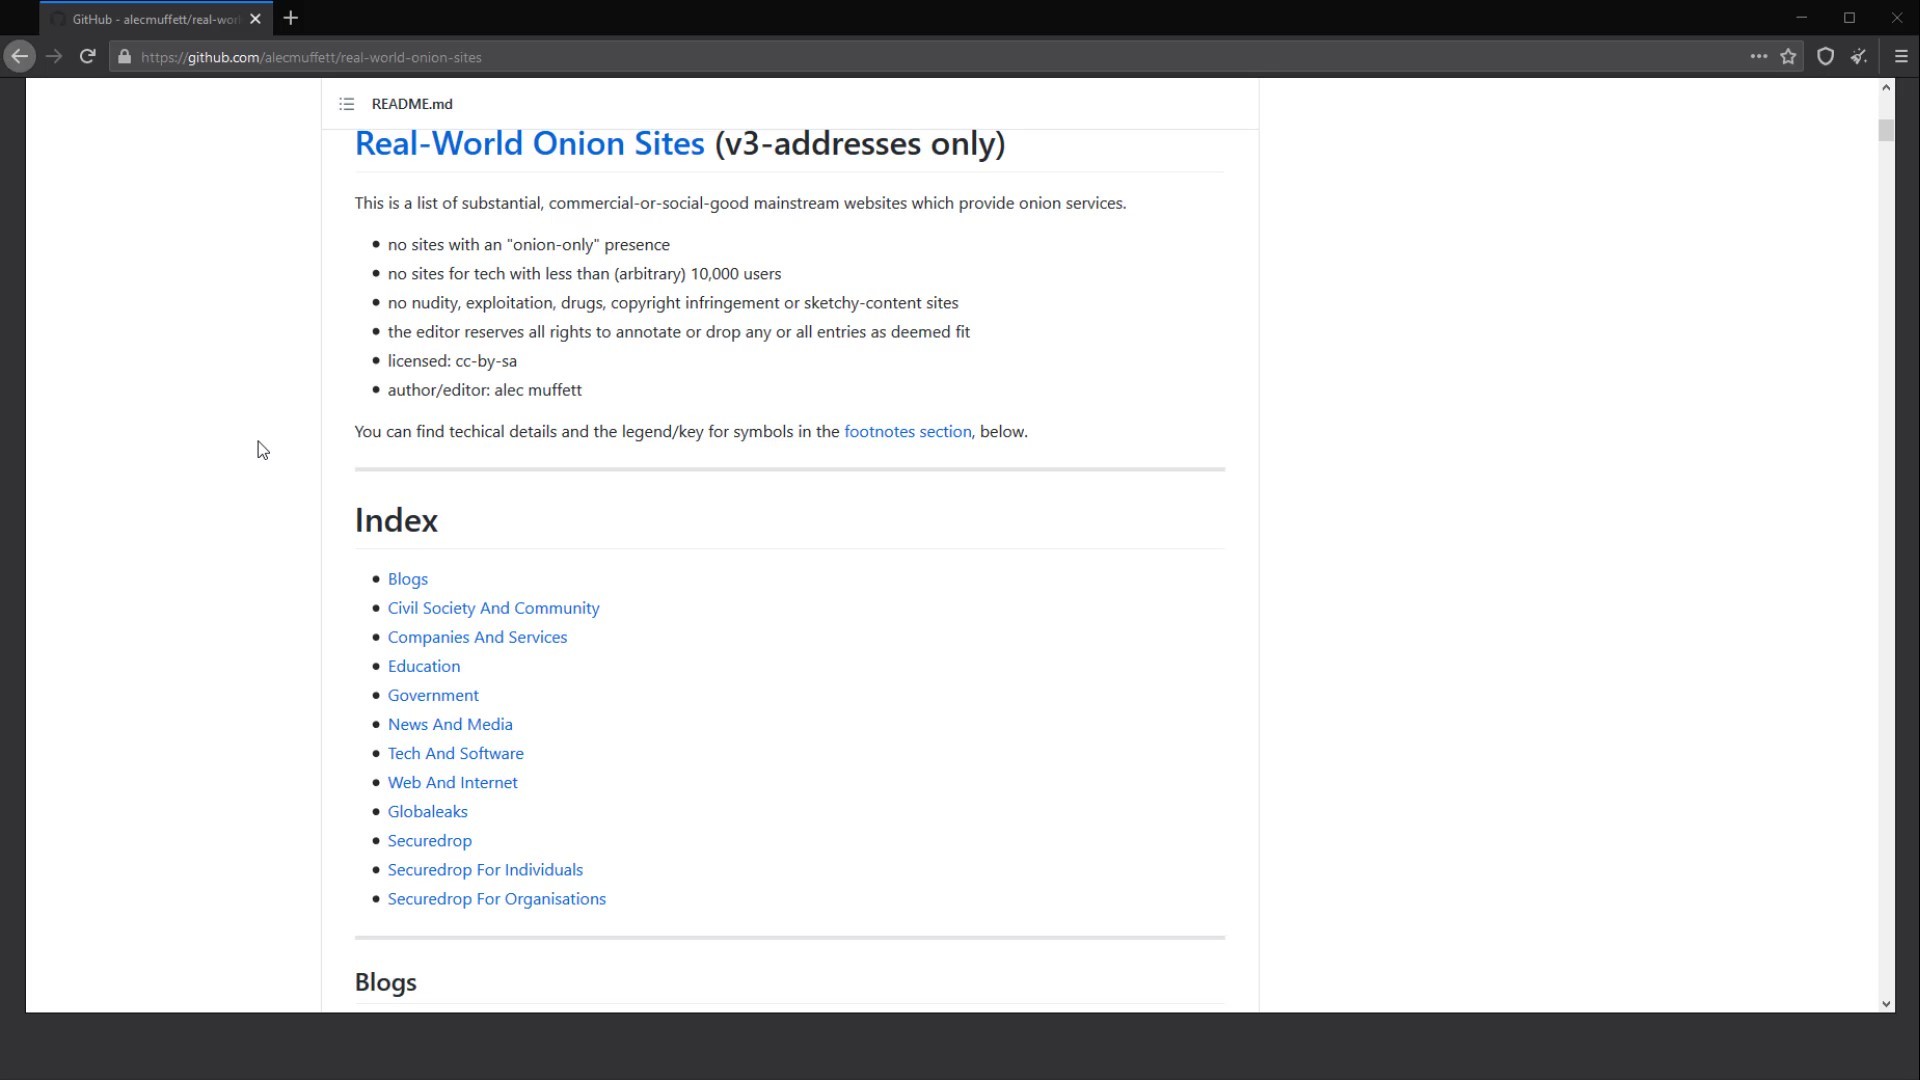 GitHub - alecmuffett/real-wor
https://github.com/alecmuffett/real-world-onion-sites
README.md
Real-World Onion Sites (v3-addresses only)
This is a list of substantial, commercial-or-social-good mainstream websites which provide onion services.
no sites with an "onion-only" presence
no sites for tech with less than (arbitrary) 10,000 users
no nudity, exploitation, drugs, copyright infringement or sketchy-content sites
the editor reserves all rights to annotate or drop any or all entries as deemed fit
licensed: cc-by-sa
author/editor: alec muffett
You can find techical details and the legend/key for symbols in the footnotes section, below.
Index
Blogs
Civil Society And Community
Companies And Services
Education
Government
News And Media
Tech And Software
Web And Internet
Globaleaks
Securedrop
Securedrop For Individuals
Securedrop For Organisations
Blogs